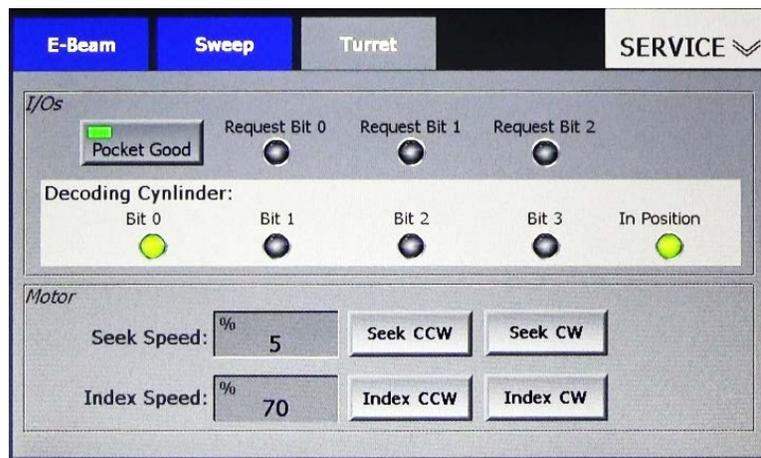 E-Beam Sweep Turret SERVICE
I/Os
Pocket Good Request Bit 0 Request Bit 1 Request Bit 2
Decoding Cynlinder:
Bit 0 Bit 1 Bit 2 Bit 3 In Position
Motor
Seek Speed: % 5 Seek CCW Seek CW
Index Speed: % 70 Index CCW Index CW